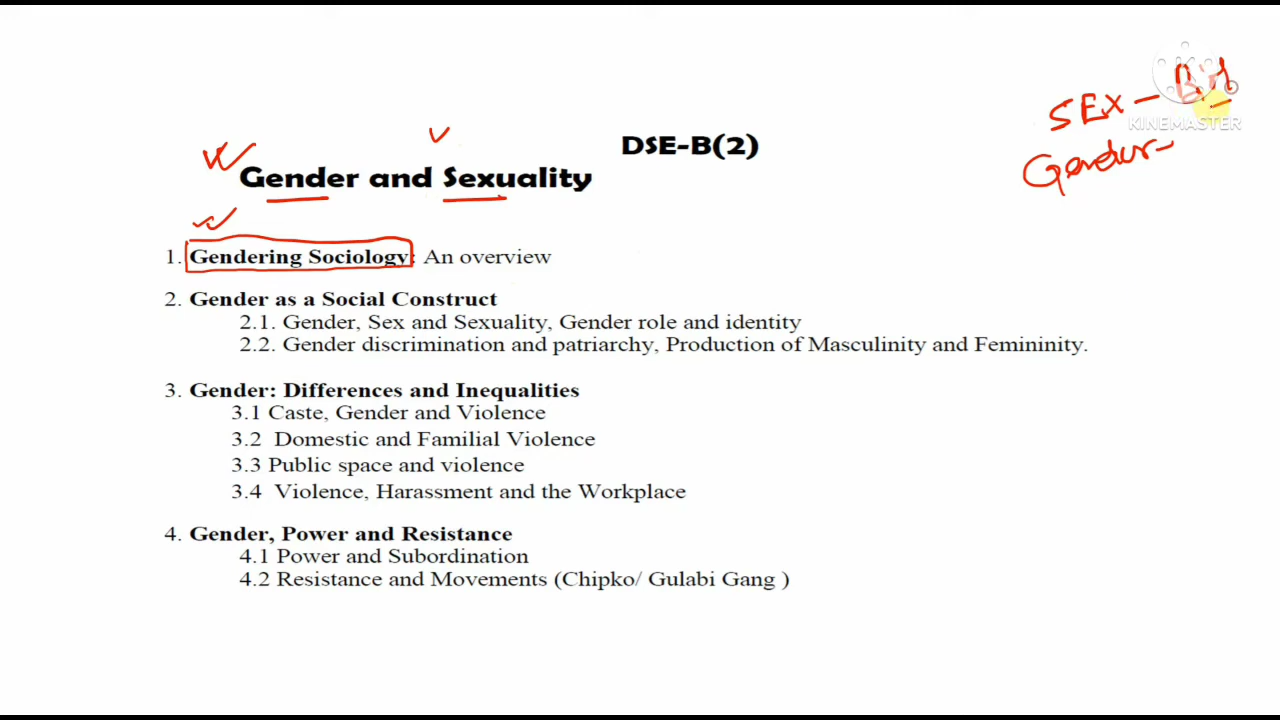 SEX -
KINEMASTER
Gender-
DSE-B(2)
Gender and Sexuality
1. Gendering Sociology: An overview
2. Gender as a Social Construct
2.1. Gender, Sex and Sexuality, Gender role and identity
2.2. Gender discrimination and patriarchy, Production of Masculinity and Femininity.
3. Gender: Differences and Inequalities
3.1 Caste, Gender and Violence
3.2 Domestic and Familial Violence
3.3 Public space and violence
3.4 Violence, Harassment and the Workplace
4. Gender, Power and Resistance
4.1 Power and Subordination
4.2 Resistance and Movements (Chipko/ Gulabi Gang )